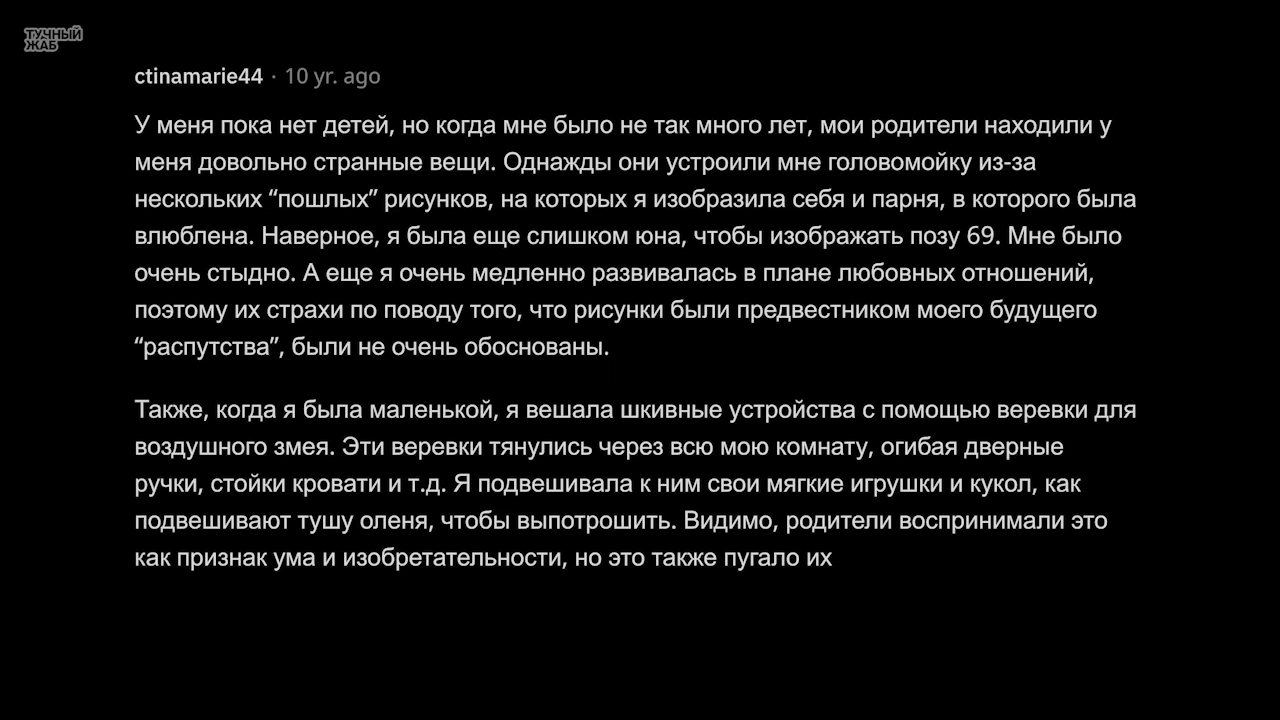 ТУЧНЫЙ
ЖАБ
ctinamarie44 · 10 yr. ago
У меня пока нет детей, но когда мне было не так много лет, мои родители находили у
меня довольно странные вещи. Однажды они устроили мне головомойку из-за
нескольких “пошлых” рисунков, на которых я изобразила себя и парня, в которого была
влюблена. Наверное, я была еще слишком юна, чтобы изображать позу 69. Мне было
очень стыдно. А еще я очень медленно развивалась в плане любовных отношений,
поэтому их страхи по поводу того, что рисунки были предвестником моего будущего
“распутства”, были не очень обоснованы.
Также, когда я была маленькой, я вешала шкивные устройства с помощью веревки для
воздушного змея. Эти веревки тянулись через всю мою комнату, огибая дверные
ручки, стойки кровати и т.д. Я подвешивала к ним свои мягкие игрушки и кукол, как
подвешивают тушу оленя, чтобы выпотрошить. Видимо, родители воспринимали это
как признак ума и изобретательности, но это также пугало их